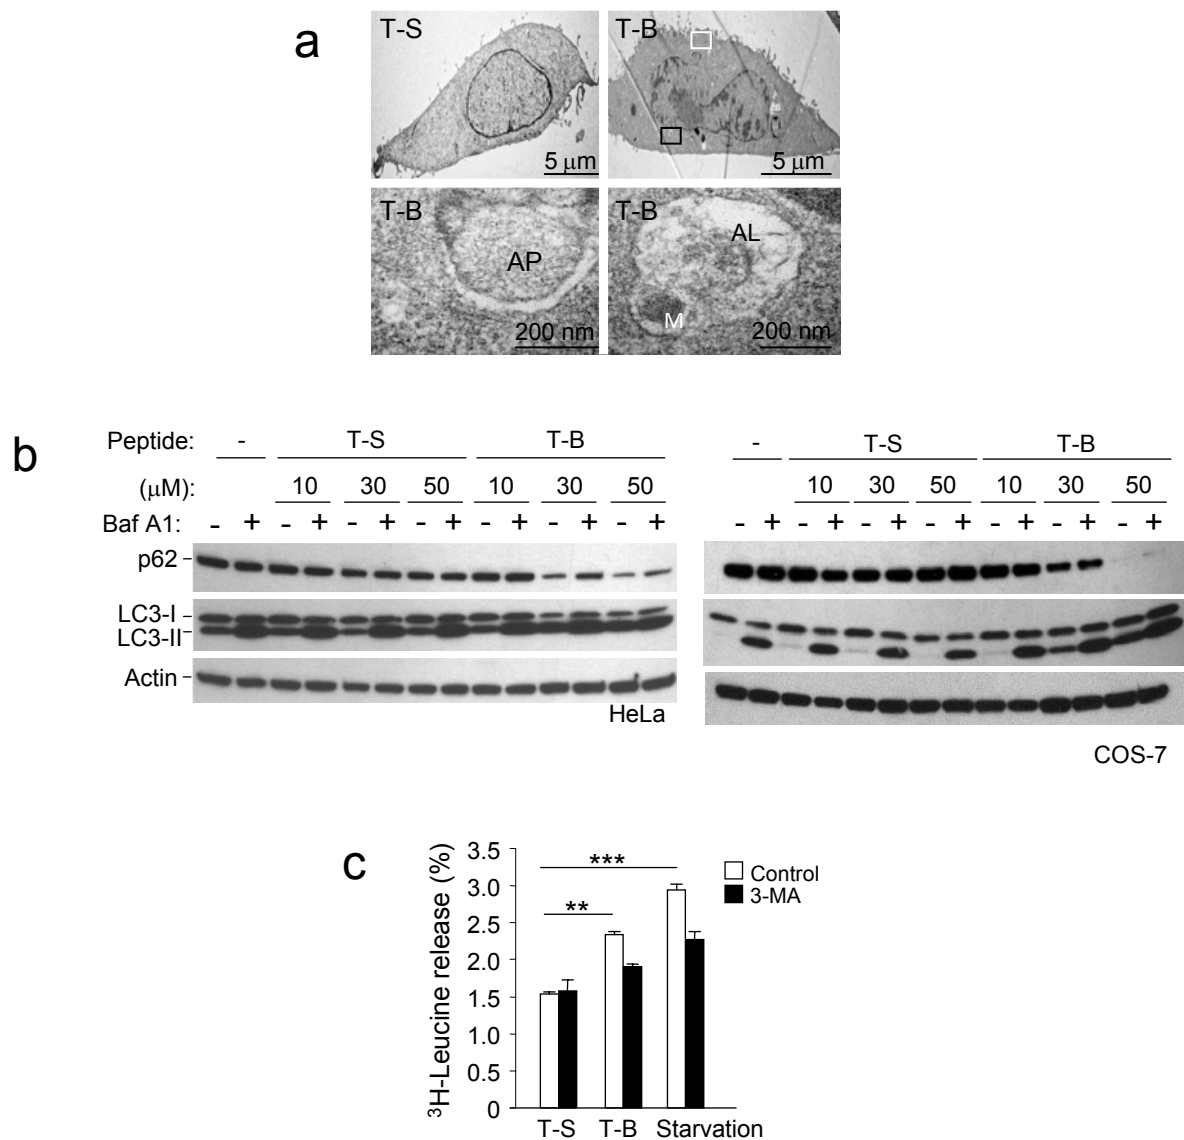 a
T-S
5 μm
T-B
5 μm
T-B
AP
200 nm
T-B
AL
M
200 nm
b
Peptide: - T-S T-B
(μM): 10 30 50 10 30 50
Baf A1: - + - + - + - + - + - + - +
p62
LC3-I
LC3-II
Actin
HeLa
- T-S T-B
10 30 50 10 30 50
- + - + - + - + - + - + - +
COS-7
c
³H-Leucine release (%)
3.5
3.0
2.5
2.0
1.5
1.0
0.5
0
***
**
Control
3-MA
T-S T-B Starvation